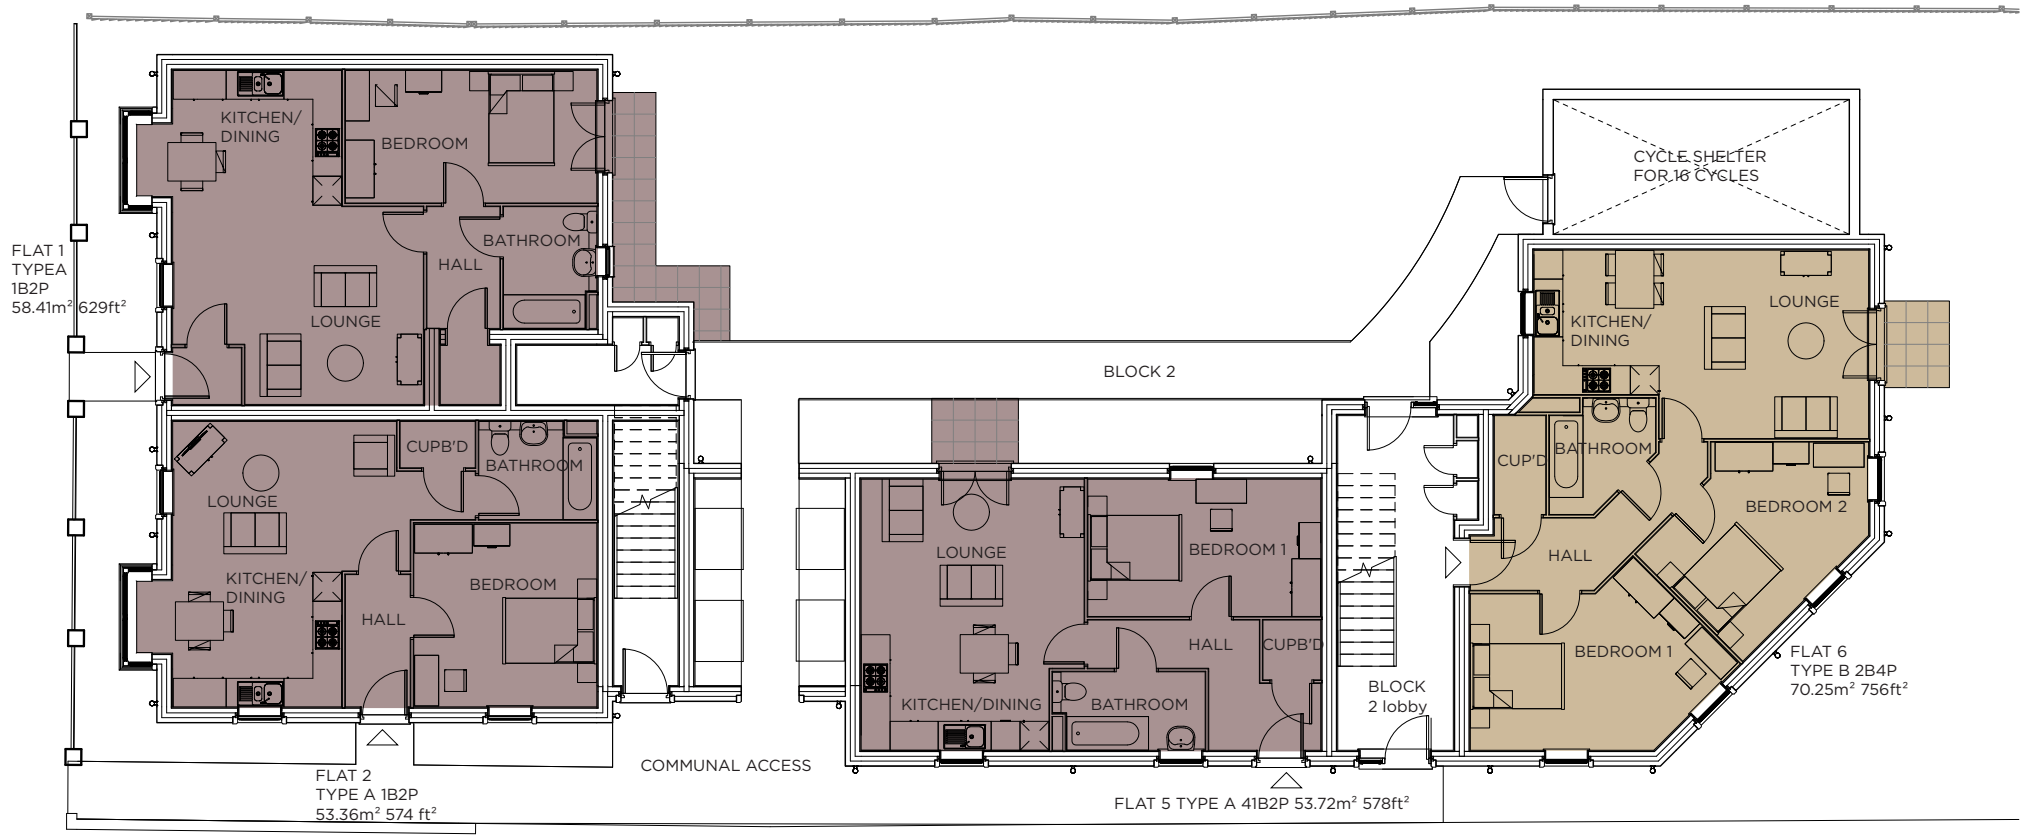 KITCHEN/
DINING
BEDROOM
BATHROOM
HALL
LOUNGE
FLAT 1
TYPEA
1B2P
58.41m² 629ft²
CYCLE SHELTER
FOR 16 CYCLES
LOUNGE
KITCHEN/
DINING
BLOCK 2
CUPB'D
BATHROOM
LOUNGE
KITCHEN/
DINING
BEDROOM
HALL
LOUNGE
BEDROOM 1
HALL
CUPB'D
KITCHEN/DINING
BATHROOM
BLOCK
2 lobby
CUP'D
BATHROOM
BEDROOM 2
HALL
BEDROOM 1
FLAT 6
TYPE B 2B4P
70.25m² 756ft²
COMMUNAL ACCESS
FLAT 2
TYPE A 1B2P
53.36m² 574 ft²
FLAT 5 TYPE A 41B2P 53.72m² 578ft²